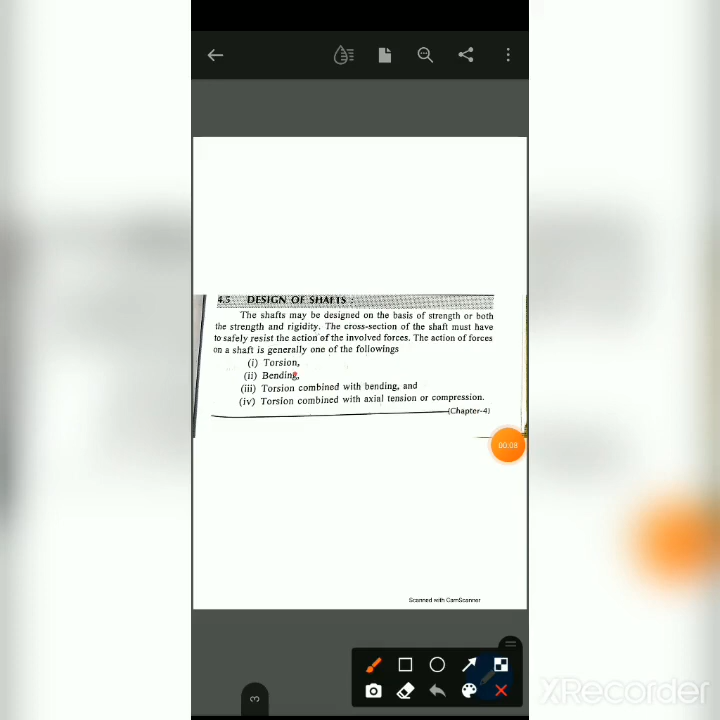 4.5 DESIGN OF SHAFTS :
The shafts may be designed on the basis of strength or both
the strength and rigidity. The cross-section of the shaft must have
to safely resist the action of the involved forces. The action of forces
on a shaft is generally one of the followings
(i) Torsion,
(ii) Bending,
(iii) Torsion combined with bending, and
(iv) Torsion combined with axial tension or compression.
(Chapter-4)
00:08
Scanned with CamScanner
3
XRecorder